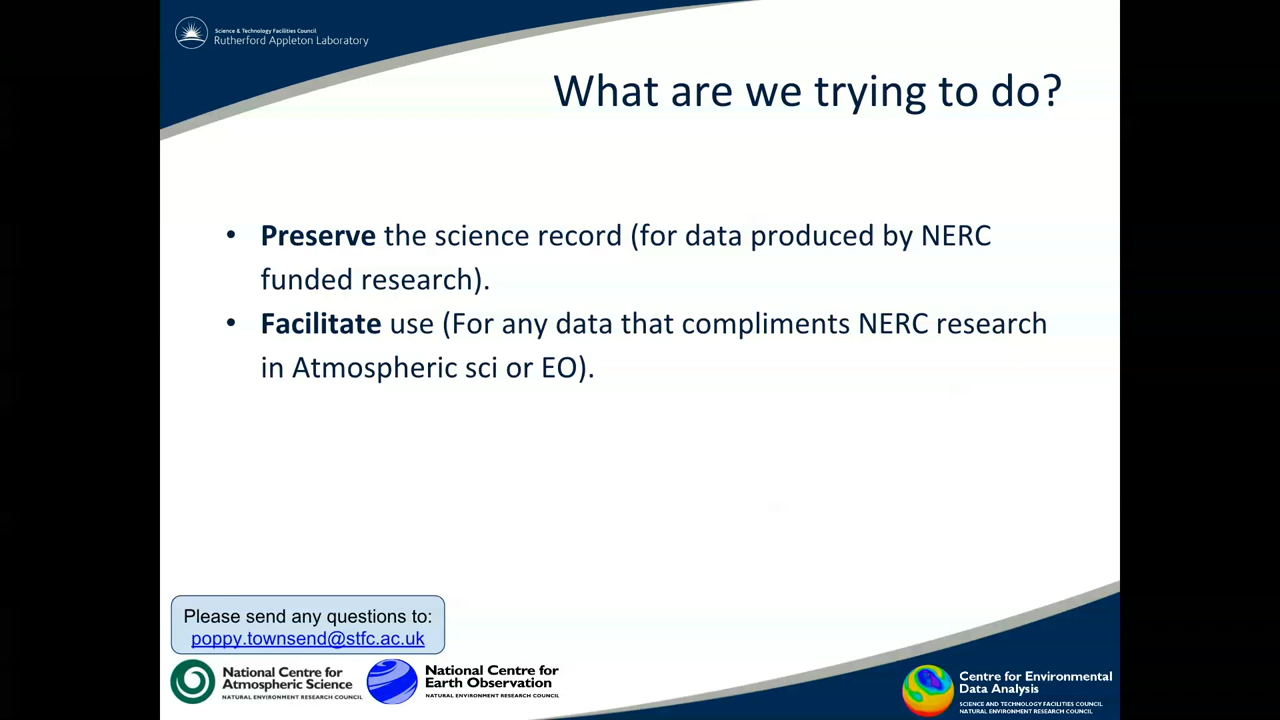 Science & Technology Facilities Council
Rutherford Appleton Laboratory
What are we trying to do?
• Preserve the science record (for data produced by NERC
funded research).
• Facilitate use (For any data that compliments NERC research
in Atmospheric sci or EO).
Please send any questions to:
poppy.townsend@stfc.ac.uk
National Centre for
Atmospheric Science
NATURAL ENVIRONMENT RESEARCH COUNCIL
National Centre for
Earth Observation
NATURAL ENVIRONMENT RESEARCH COUNCIL
Centre for Environmental
Data Analysis
SCIENCE AND TECHNOLOGY FACILITIES COUNCIL
NATURAL ENVIRONMENT RESEARCH COUNCIL